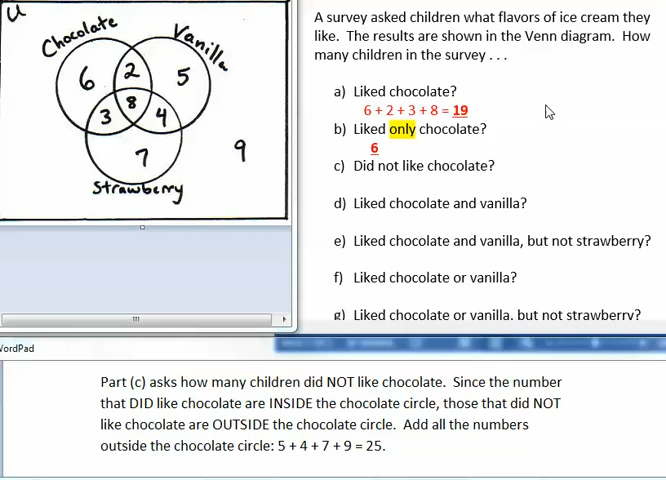 U
Chocolate
Vanilla
6
2
5
8
3
4
7
9
Strawberry
A survey asked children what flavors of ice cream they
like. The results are shown in the Venn diagram. How
many children in the survey . . .
a) Liked chocolate?
6 + 2 + 3 + 8 = 19
b) Liked only chocolate?
6
c) Did not like chocolate?
d) Liked chocolate and vanilla?
e) Liked chocolate and vanilla, but not strawberry?
f) Liked chocolate or vanilla?
g) Liked chocolate or vanilla, but not strawberry?
WordPad
Part (c) asks how many children did NOT like chocolate. Since the number
that DID like chocolate are INSIDE the chocolate circle, those that did NOT
like chocolate are OUTSIDE the chocolate circle. Add all the numbers
outside the chocolate circle: 5 + 4 + 7 + 9 = 25.